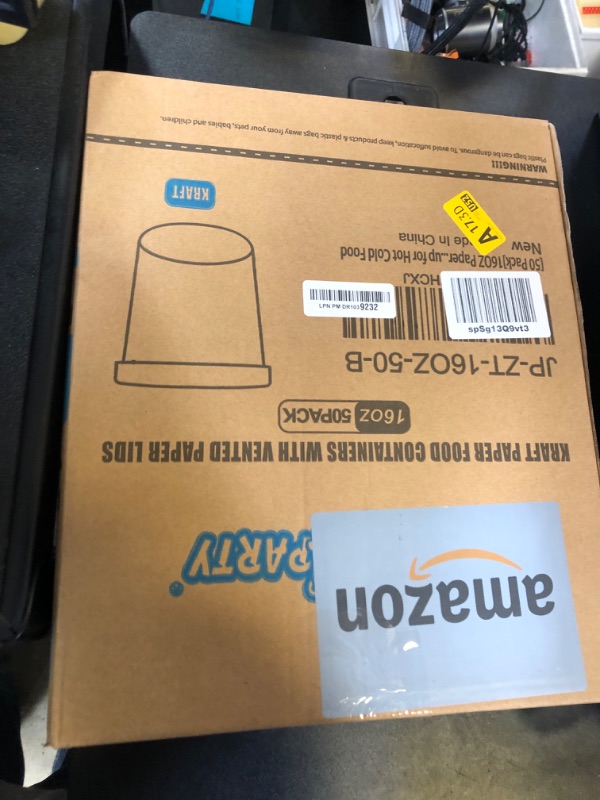 amazon
PARTY
KRAFT PAPER FOOD CONTAINERS WITH VENTED PAPER LIDS
16OZ 50PACK
JP-ZT-16OZ-50-B
spSg13Q9vt3
LPN PM DR1039232
HCXJ
[50 Pack]16OZ Paper...up for Hot Cold Food
New
de In China
A 17.3D
KRAFT
WARNING!!!
Plastic bags can be dangerous. To avoid suffocation, keep products & plastic bags away from your pets, babies and children.